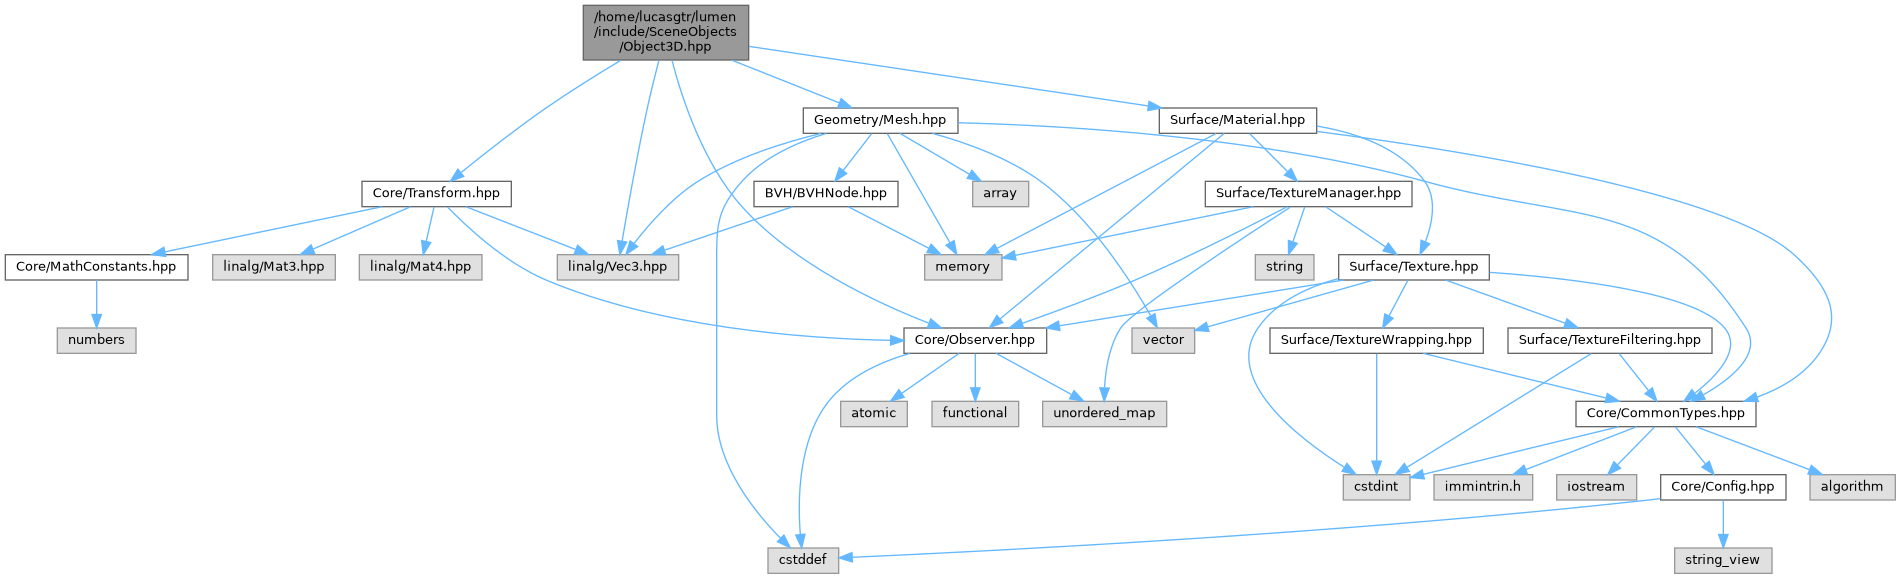 /home/lucasgtr/lumen
/include/SceneObjects
/Object3D.hpp
Geometry/Mesh.hpp
Surface/Material.hpp
Core/Transform.hpp
BVH/BVHNode.hpp
array
Surface/TextureManager.hpp
Core/MathConstants.hpp
linalg/Mat3.hpp
linalg/Mat4.hpp
linalg/Vec3.hpp
memory
string
Surface/Texture.hpp
numbers
Core/Observer.hpp
vector
Surface/TextureWrapping.hpp
Surface/TextureFiltering.hpp
atomic
functional
unordered_map
Core/CommonTypes.hpp
cstdint
immintrin.h
iostream
Core/Config.hpp
algorithm
cstddef
string_view